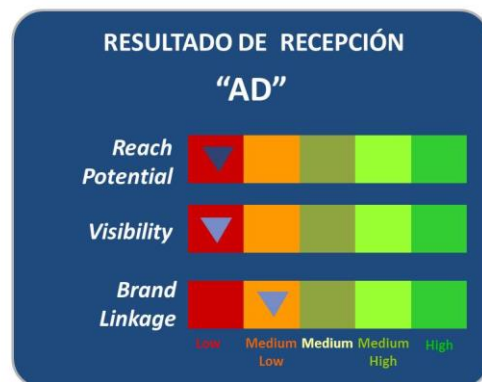 RESULTADO DE RECEPCIÓN
“AD”
Reach
Potential
Visibility
Brand
Linkage
Low
Medium
Low
Medium
Medium
High
High